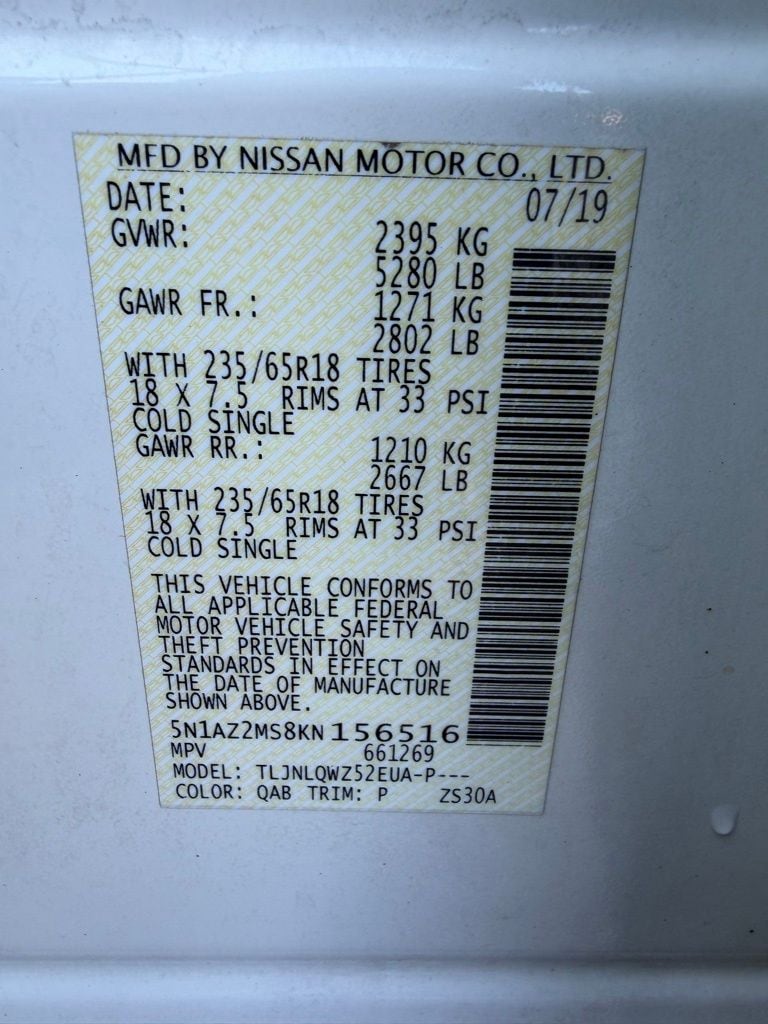 MFD BY NISSAN MOTOR CO., LTD.
DATE: 07/19
GVWR: 2395 KG
5280 LB
GAWR FR.: 1271 KG
2802 LB
WITH 235/65R18 TIRES
18 X 7.5 RIMS AT 33 PSI
COLD SINGLE
GAWR RR.: 1210 KG
2667 LB
WITH 235/65R18 TIRES
18 X 7.5 RIMS AT 33 PSI
COLD SINGLE
THIS VEHICLE CONFORMS TO
ALL APPLICABLE FEDERAL
MOTOR VEHICLE SAFETY AND
THEFT PREVENTION
STANDARDS IN EFFECT ON
THE DATE OF MANUFACTURE
SHOWN ABOVE.
5N1AZ2MS8KN156516
MPV 661269
MODEL: TLJNLQWZ52EUA-P---
COLOR: QAB TRIM: P ZS30A